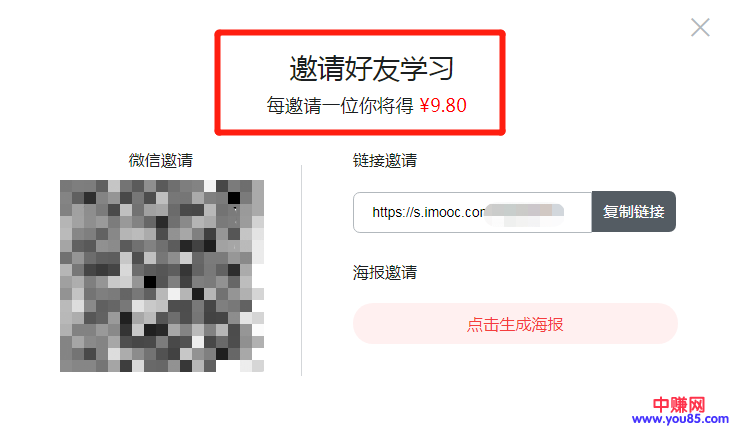 邀请好友学习
每邀请一位你将得 ¥9.80
微信邀请
链接邀请
https://s.imooc.com
复制链接
海报邀请
点击生成海报
中赚网
www.you85.com